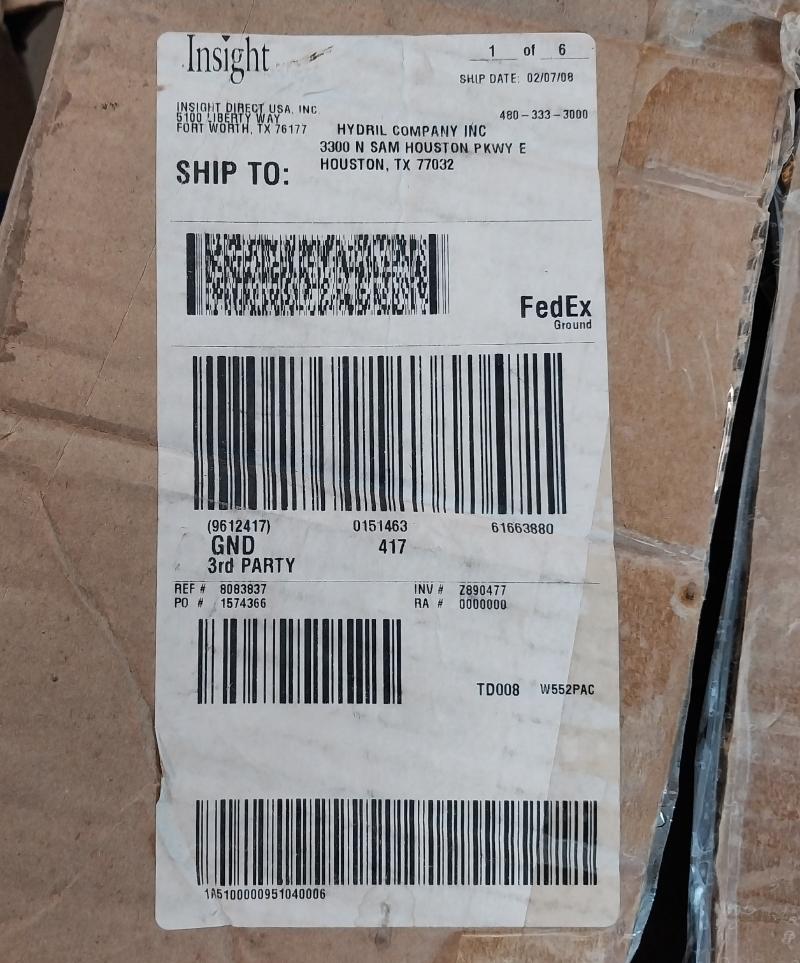 Insight
1 of 6
SHIP DATE: 02/07/08
INSIGHT DIRECT USA, INC
5100 LIBERTY WAY
FORT WORTH, TX 76177
480-333-3000
SHIP TO:
HYDRIL COMPANY INC
3300 N SAM HOUSTON PKWY E
HOUSTON, TX 77032
FedEx
Ground
(9612417) 0151463 61663880
GND 417
3rd PARTY
REF # 8083837 INV # Z890477
PO # 1574366 RA # 0000000
TD008 W552PAC
1A5100000951040006